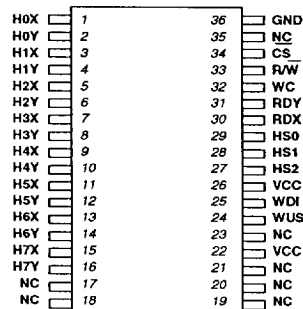 H0X 1 36 GND
H0Y 2 35 NC
H1X 3 34 CS
H1Y 4 33 R/W
H2X 5 32 WC
H2Y 6 31 RDY
H3X 7 30 RDX
H3Y 8 29 HS0
H4X 9 28 HS1
H4Y 10 27 HS2
H5X 11 26 VCC
H5Y 12 25 WDI
H6X 13 24 WUS
H6Y 14 23 NC
H7X 15 22 VCC
H7Y 16 21 NC
NC 17 20 NC
NC 18 19 NC